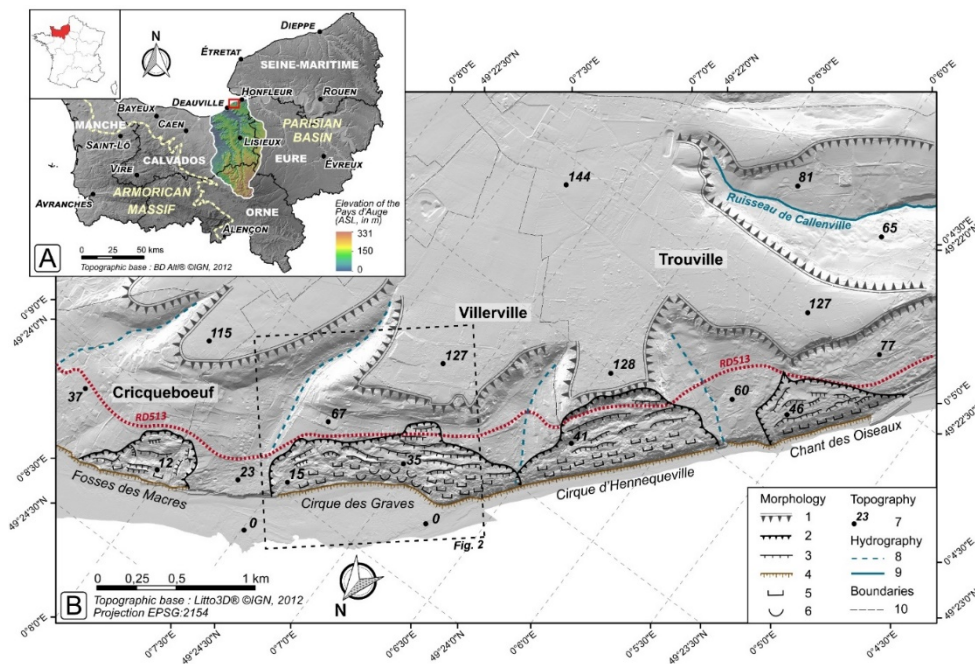 N
DIEPPE
ÉTRETAT
SEINE-MARITIME
HONFLEUR
DEAUVILLE
ROUEN
BAYEUX
CAEN
MANCHE
PARISIAN
BASIN
SAINT-LÔ
LISIEUX
CALVADOS
EURE
VIRE
ÉVREUX
ARMORICAN
MASSIF
AVRANCHES
ORNE
ALENÇON
Elevation of the
Pays d'Auge
(ASL, in m)
331
150
0
0 25 50 kms
Topographic base : BD Alti® ©IGN, 2012
A
0°8'0"E
49°22'30"N
0°7'30"E
0°7'0"E
49°22'0"N
0°6'30"E
0°6'0"E
144
81
Ruisseau de Callenville
65
0°4'30"E
49°22'0"N
Trouville
0°9'0"E
49°24'0"N
115
Villerville
127
127
128
77
RD513
37
Cricqueboeuf
RD513
67
60
46
0°5'0"E
49°22'30"N
41
Chant des Oiseaux
12
23
15
35
0°8'30"E
49°24'30"N
Fosses des Macres
Cirque des Graves
Cirque d'Hennequeville
0
0
Fig. 2
0 0,25 0,5 1 km
N
B
Topographic base : Litto3D® ©IGN, 2012
Projection EPSG:2154
Morphology
1
2
3
4
5
6
Topography
23 7
Hydrography
8
9
Boundaries
10
0°4'30"E
49°23'0"N
0°8'0"E
0°7'30"E
49°24'30"N
0°7'0"E
0°6'30"E
49°24'0"N
0°6'0"E
0°5'30"E
49°23'30"N
0°5'0"E
0°4'30"E